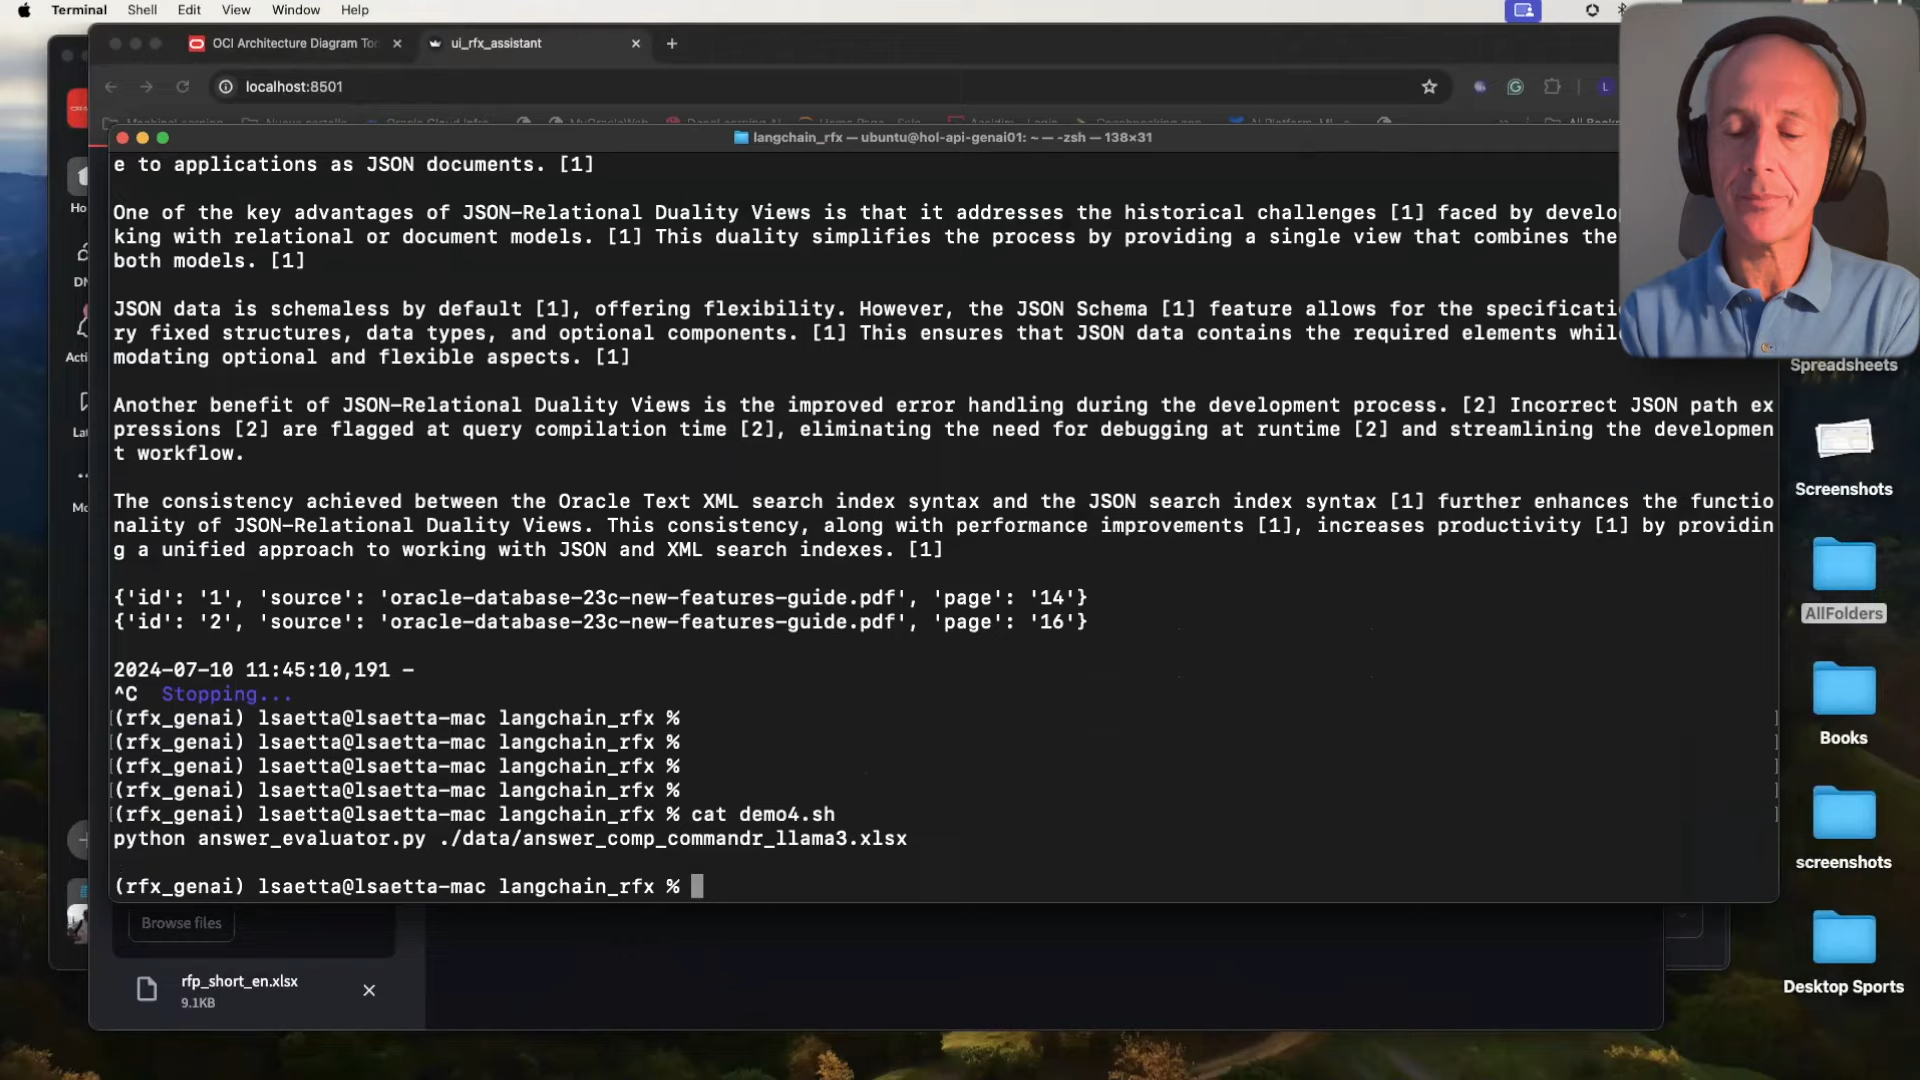 Terminal Shell Edit View Window Help
OCI Architecture Diagram Too
ui_rfx_assistant
localhost:8501
langchain_rfx — ubuntu@hol-api-genai01: ~ — -zsh — 138×31
e to applications as JSON documents. [1]
One of the key advantages of JSON-Relational Duality Views is that it addresses the historical challenges [1] faced by develo
king with relational or document models. [1] This duality simplifies the process by providing a single view that combines the
both models. [1]
JSON data is schemaless by default [1], offering flexibility. However, the JSON Schema [1] feature allows for the specificati
ry fixed structures, data types, and optional components. [1] This ensures that JSON data contains the required elements whil
modating optional and flexible aspects. [1]
Another benefit of JSON-Relational Duality Views is the improved error handling during the development process. [2] Incorrect JSON path ex
pressions [2] are flagged at query compilation time [2], eliminating the need for debugging at runtime [2] and streamlining the developmen
t workflow.
The consistency achieved between the Oracle Text XML search index syntax and the JSON search index syntax [1] further enhances the functio
nality of JSON-Relational Duality Views. This consistency, along with performance improvements [1], increases productivity [1] by providin
g a unified approach to working with JSON and XML search indexes. [1]
{'id': '1', 'source': 'oracle-database-23c-new-features-guide.pdf', 'page': '14'}
{'id': '2', 'source': 'oracle-database-23c-new-features-guide.pdf', 'page': '16'}
2024-07-10 11:45:10,191 -
^C  Stopping...
(rfx_genai) lsaetta@lsaetta-mac langchain_rfx %
(rfx_genai) lsaetta@lsaetta-mac langchain_rfx %
(rfx_genai) lsaetta@lsaetta-mac langchain_rfx %
(rfx_genai) lsaetta@lsaetta-mac langchain_rfx %
(rfx_genai) lsaetta@lsaetta-mac langchain_rfx % cat demo4.sh
python answer_evaluator.py ./data/answer_comp_commandr_llama3.xlsx
(rfx_genai) lsaetta@lsaetta-mac langchain_rfx %
Browse files
rfp_short_en.xlsx
9.1KB
Ho
DM
Acti
Lat
Mo
Spreadsheets
Screenshots
AllFolders
Books
screenshots
Desktop Sports